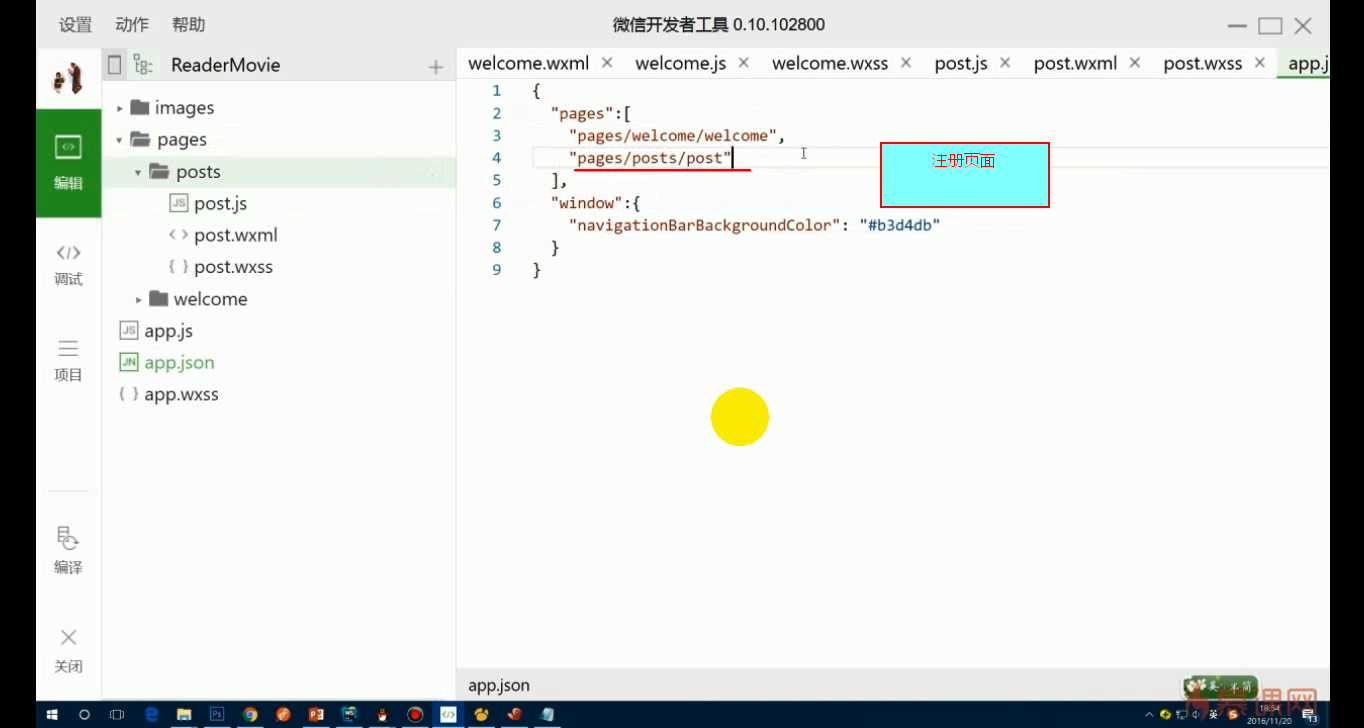 设置 动作 帮助 微信开发者工具 0.10.102800
ReaderMovie
welcome.wxml welcome.js welcome.wxss post.js post.wxml post.wxss app.j
images
pages
posts
post.js
post.wxml
post.wxss
welcome
app.js
app.json
app.wxss
编辑
调试
项目
编译
关闭
1 {
2 "pages":[
3 "pages/welcome/welcome",
4 "pages/posts/post"
5 ],
6 "window":{
7 "navigationBarBackgroundColor": "#b3d4db"
8 }
9 }
注册页面
app.json
慕课网
英
2016/11/20